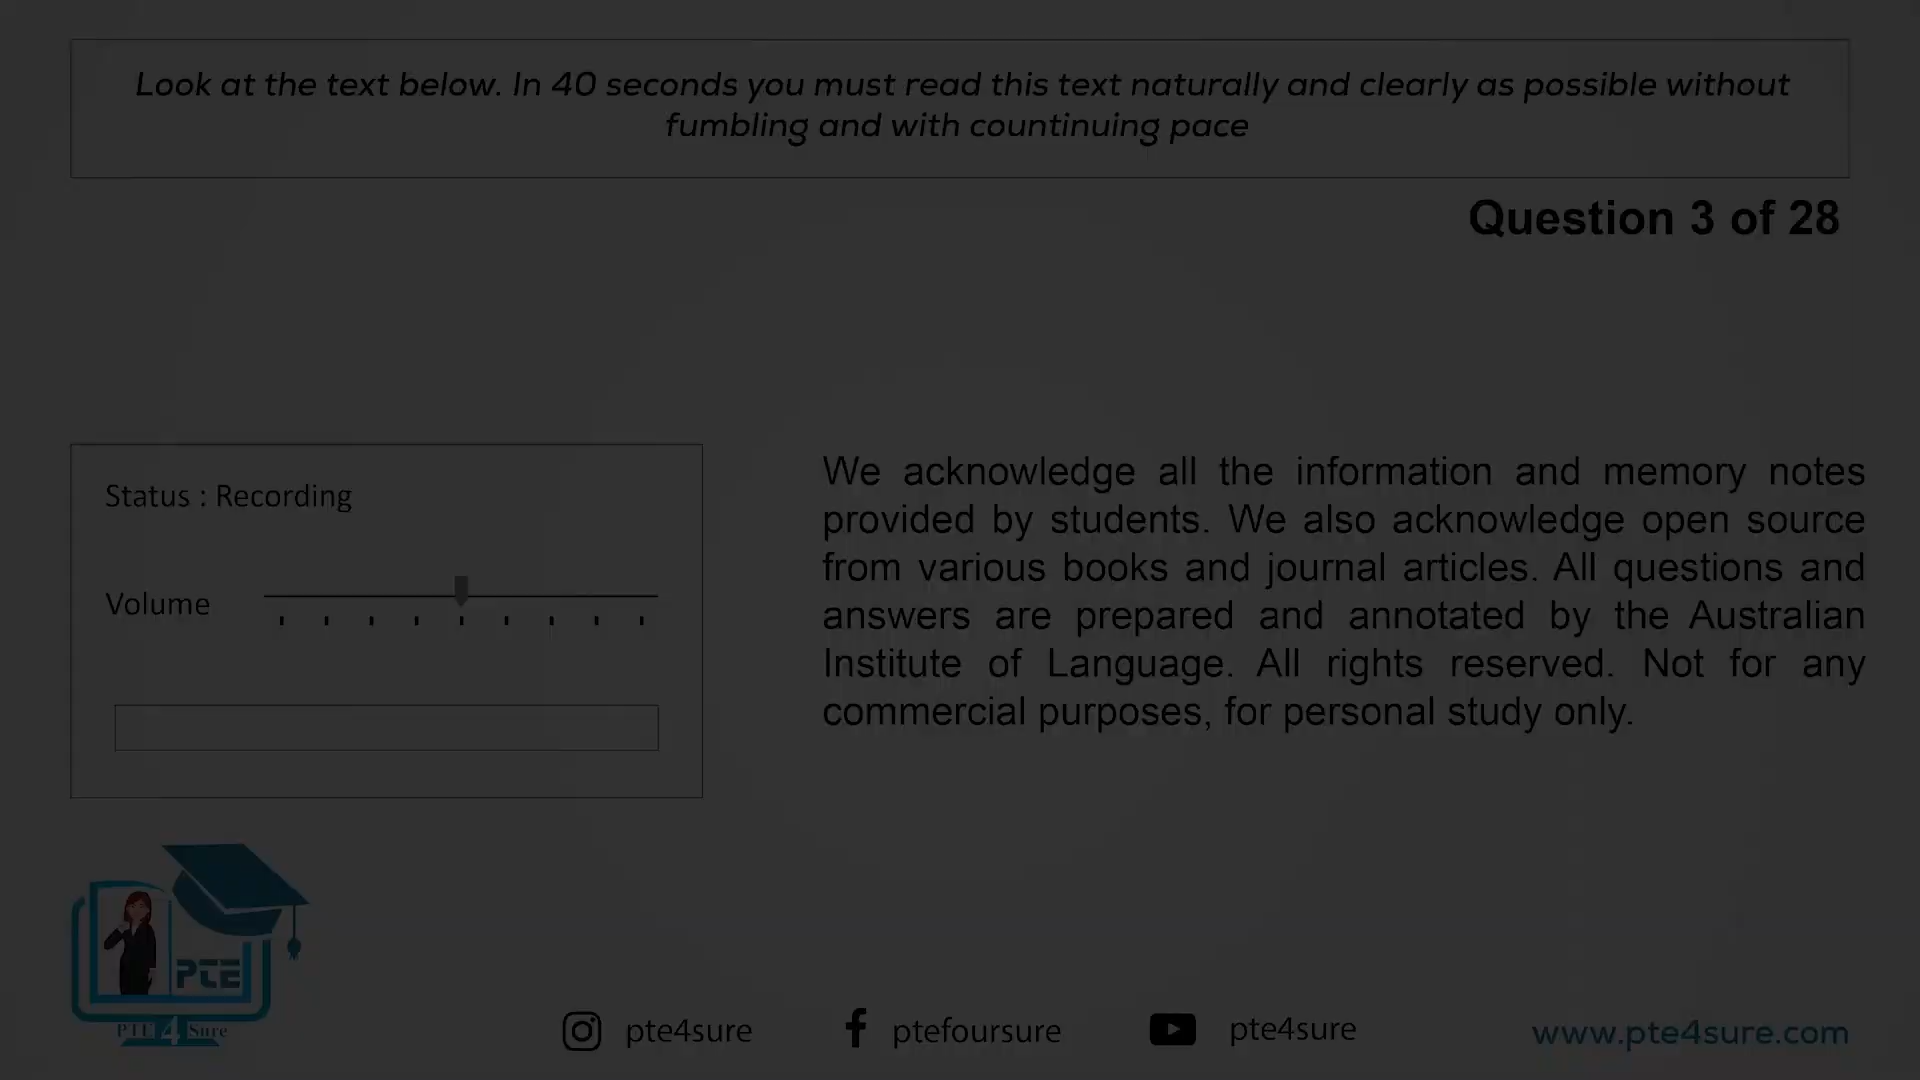 Look at the text below. In 40 seconds you must read this text naturally and clearly as possible without
fumbling and with countinuing pace
Question 3 of 28
Status : Recording
Volume
We acknowledge all the information and memory notes
provided by students. We also acknowledge open source
from various books and journal articles. All questions and
answers are prepared and annotated by the Australian
Institute of Language. All rights reserved. Not for any
commercial purposes, for personal study only.
PTE
PTE 4 Sure
pte4sure
ptefoursure
pte4sure
www.pte4sure.com